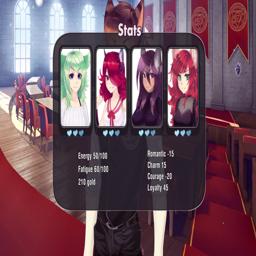 Stats
Energy 50/100
Fatigue 60/100
210 gold
Romantic -15
Charm 15
Courage -20
Loyalty 45